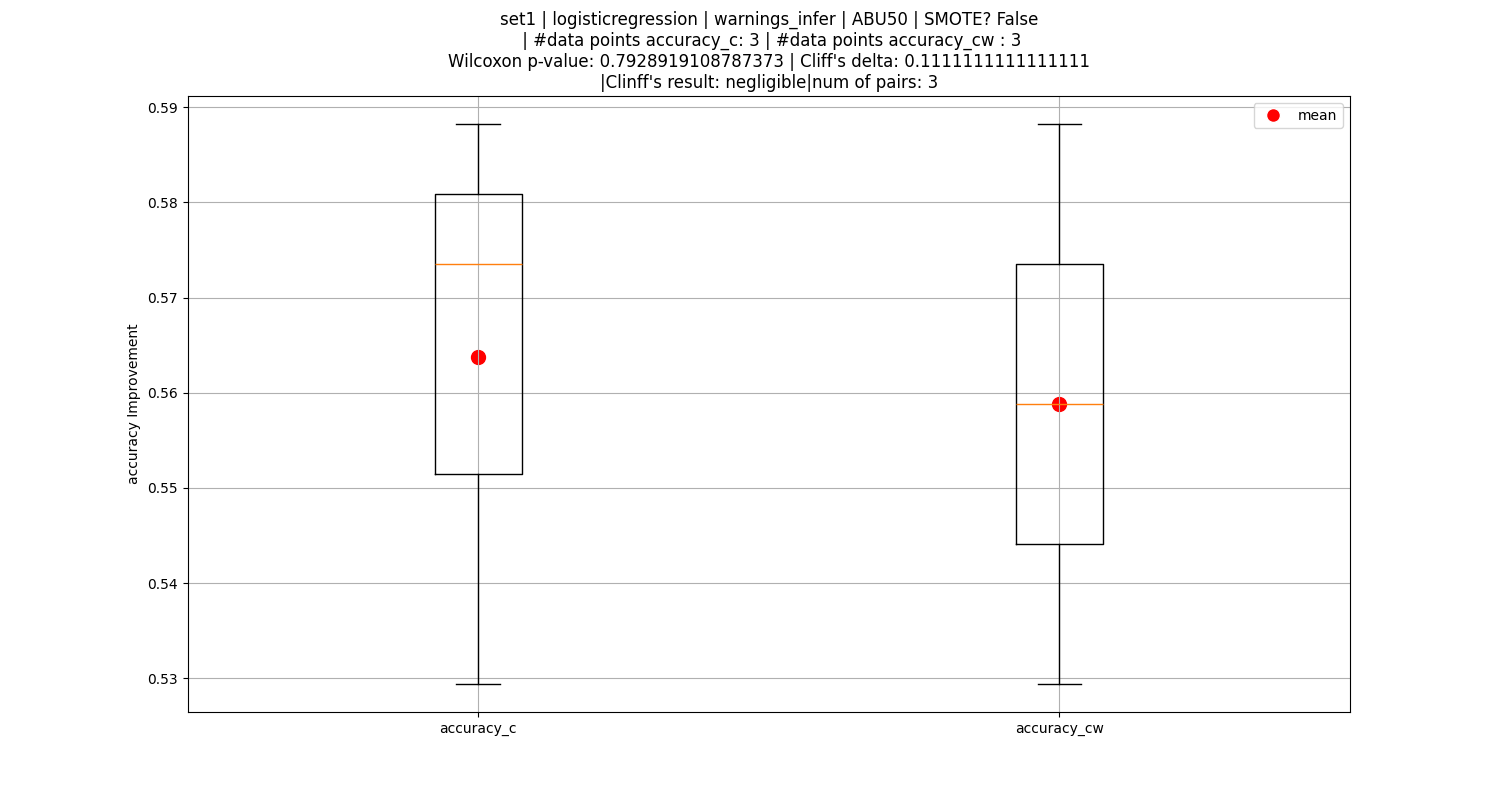 set1 | logisticregression | warnings_infer | ABU50 | SMOTE? False
| #data points accuracy_c: 3 | #data points accuracy_cw : 3
Wilcoxon p-value: 0.7928919108787373 | Cliff's delta: 0.1111111111111111
|Clinff's result: negligible|num of pairs: 3
mean
0.59
0.58
0.57
0.56
0.55
0.54
0.53
accuracy Improvement
accuracy_c
accuracy_cw